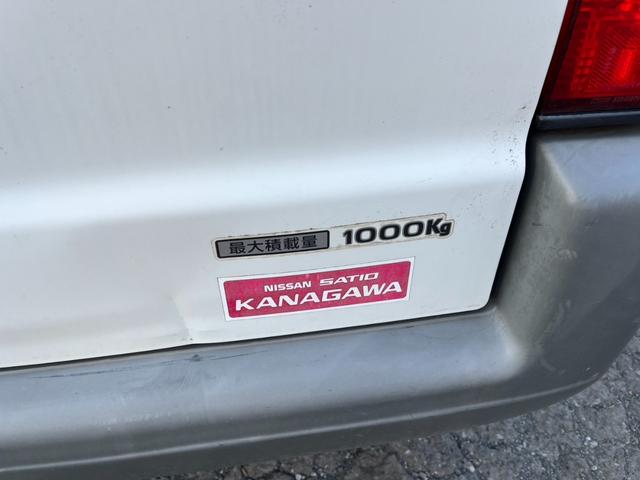 最大積載量 1000Kg
NISSAN SATIO
KANAGAWA